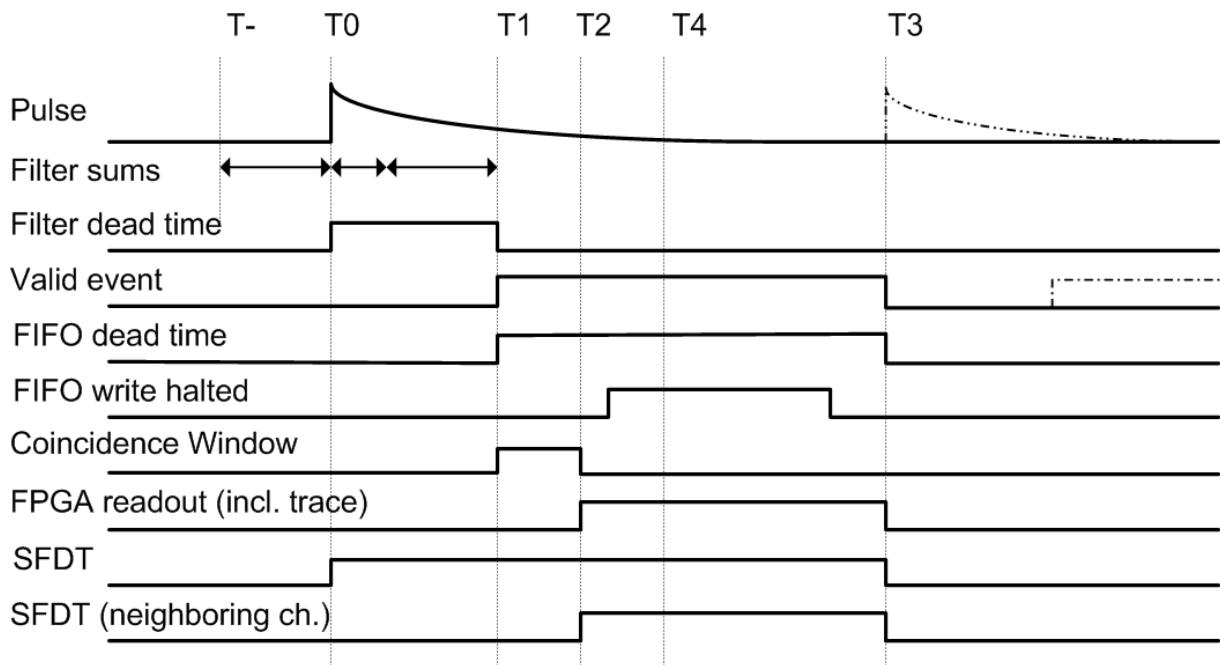 T- T0 T1 T2 T4 T3
Pulse
Filter sums
Filter dead time
Valid event
FIFO dead time
FIFO write halted
Coincidence Window
FPGA readout (incl. trace)
SFDT
SFDT (neighboring ch.)